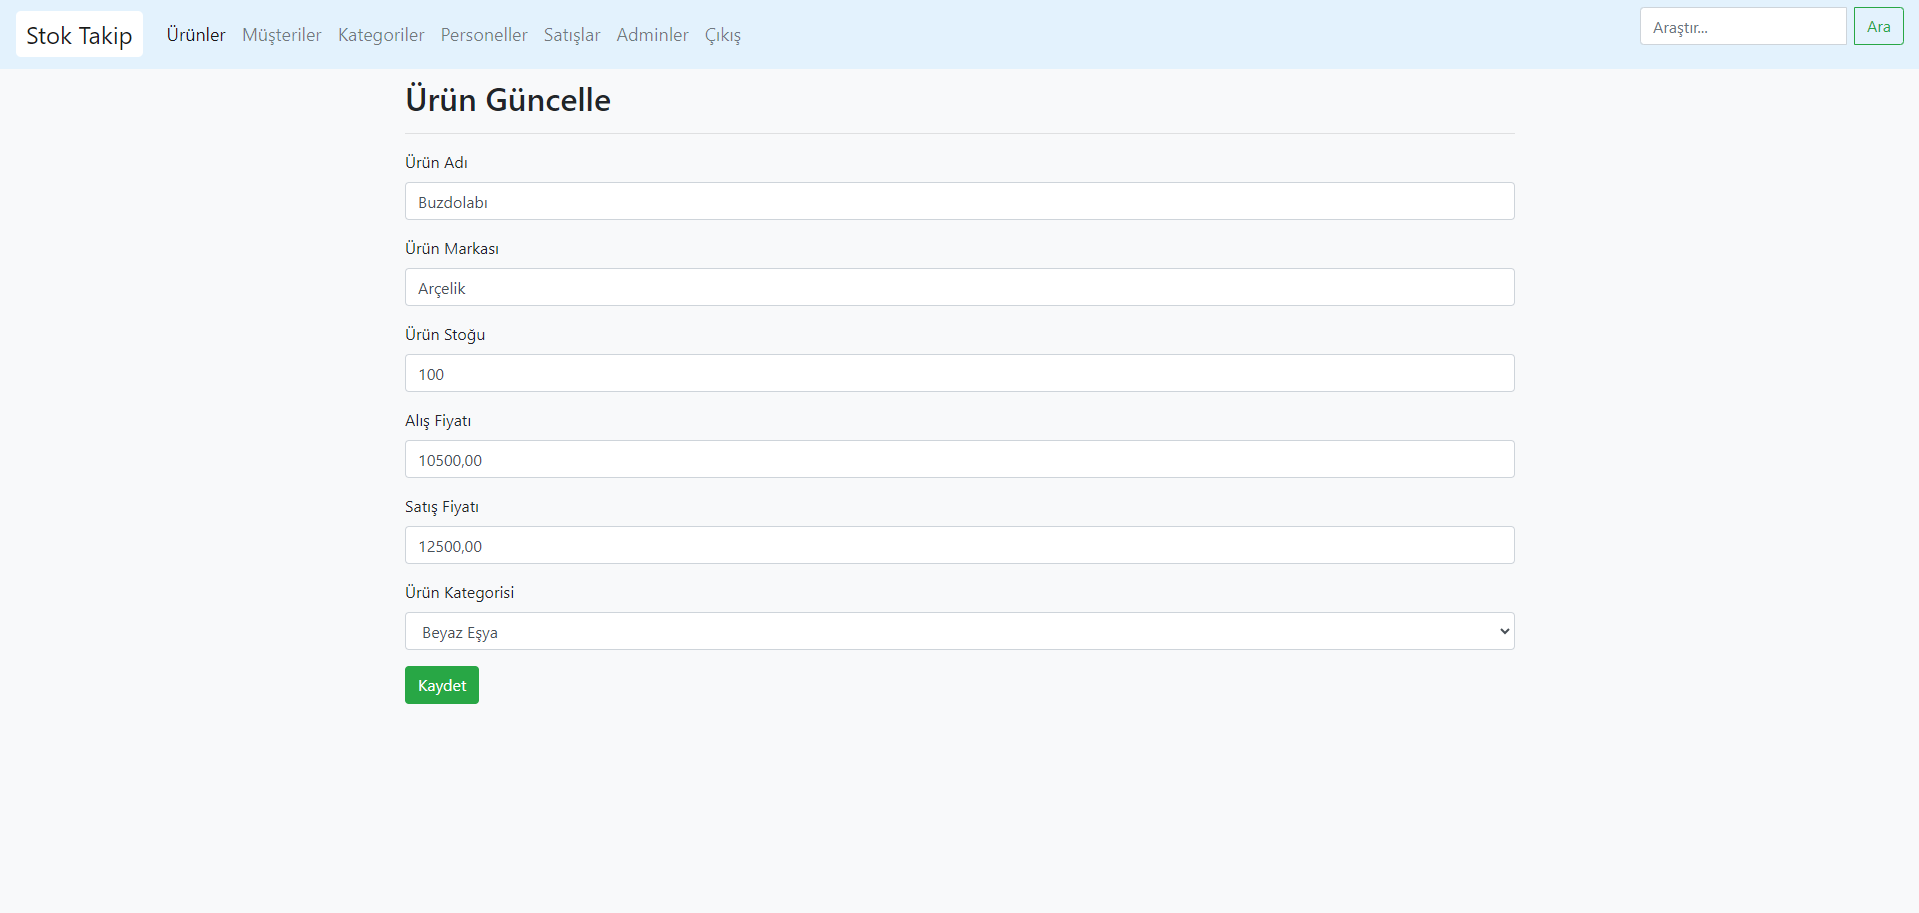 Stok Takip Ürünler Müşteriler Kategoriler Personeller Satışlar Adminler Çıkış Araştır... Ara
Ürün Güncelle
Ürün Adı
Buzdolabı
Ürün Markası
Arçelik
Ürün Stoğu
100
Alış Fiyatı
10500,00
Satış Fiyatı
12500,00
Ürün Kategorisi
Beyaz Eşya
Kaydet